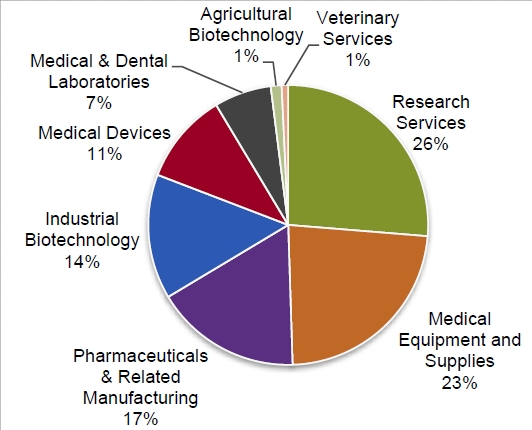 Agricultural
Biotechnology
1%
Veterinary
Services
1%
Medical & Dental
Laboratories
7%
Research
Services
26%
Medical Devices
11%
Industrial
Biotechnology
14%
Medical
Equipment and
Supplies
23%
Pharmaceuticals
& Related
Manufacturing
17%